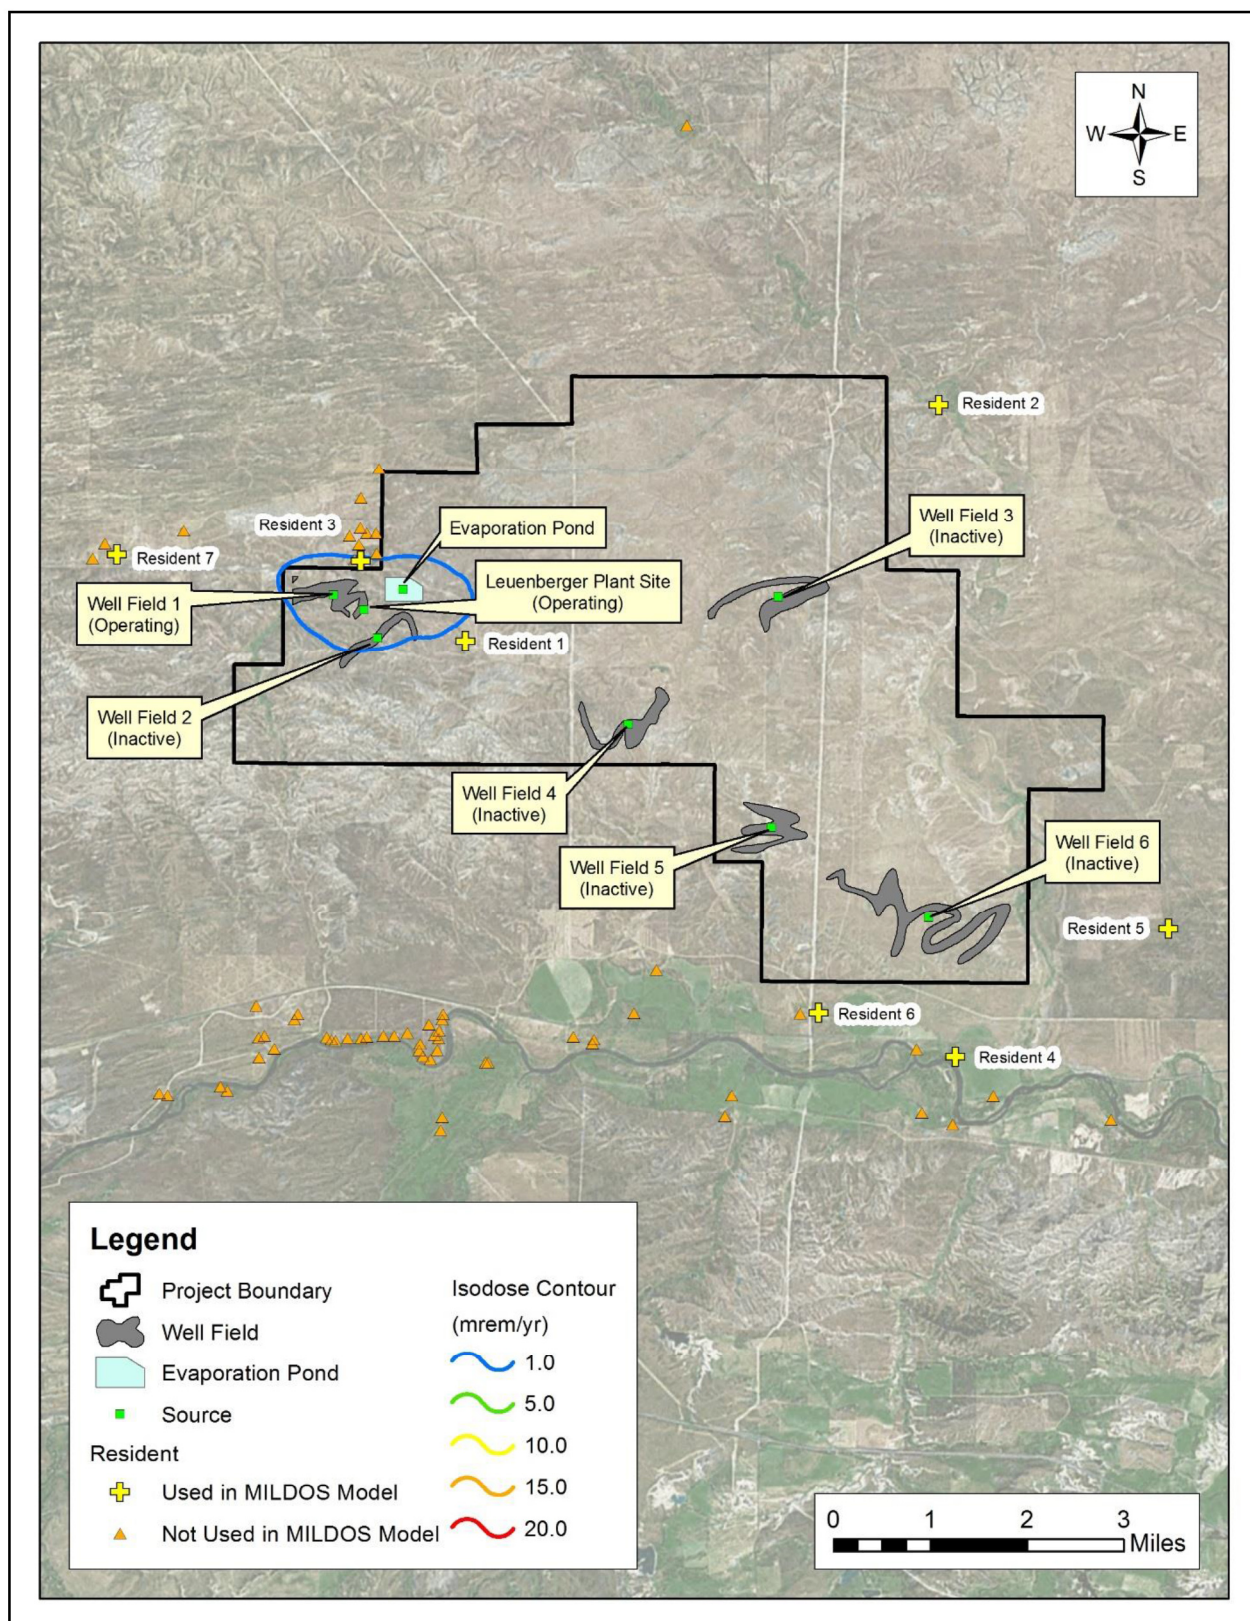 N
W E
S
Resident 2
Well Field 3
(Inactive)
Resident 3
Evaporation Pond
Resident 7
Leuenberger Plant Site
(Operating)
Well Field 1
(Operating)
Resident 1
Well Field 2
(Inactive)
Well Field 4
(Inactive)
Well Field 5
(Inactive)
Well Field 6
(Inactive)
Resident 5
Resident 6
Resident 4
Legend
Project Boundary
Well Field
Evaporation Pond
Source
Resident
Used in MILDOS Model
Not Used in MILDOS Model
Isodose Contour
(mrem/yr)
1.0
5.0
10.0
15.0
20.0
0 1 2 3
Miles